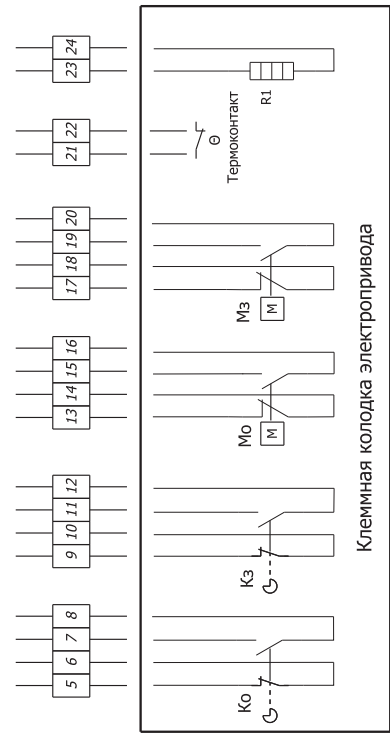 5 6 7 8
9 10 11 12
13 14 15 16
17 18 19 20
21 22
23 24
Ко
Кз
Мо
М
Мз
М
Θ
Термоконтакт
R1
Клеммная колодка электропривода